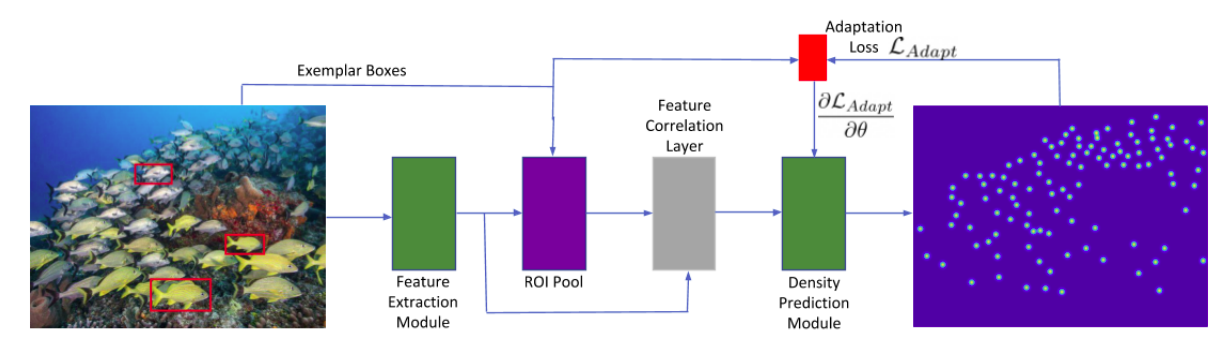 Adaptation
Loss ℒ_Adapt
Exemplar Boxes
∂ℒ_Adapt
∂θ
Feature
Correlation
Layer
Feature
Extraction
Module
ROI Pool
Density
Prediction
Module